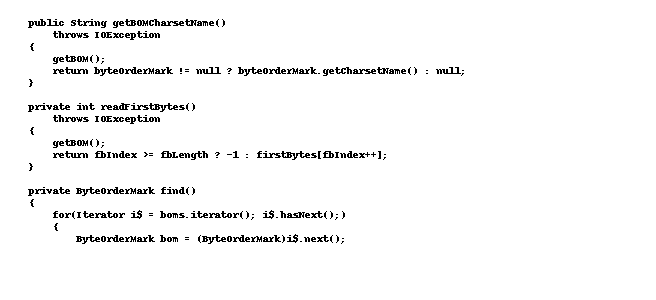 public String getBOMCharsetName()
    throws IOException
{
    getBOM();
    return byteOrderMark != null ? byteOrderMark.getCharsetName() : null;
}
private int readFirstBytes()
    throws IOException
{
    getBOM();
    return fbIndex >= fbLength ? -1 : firstBytes[fbIndex++];
}
private ByteOrderMark find()
{
    for(Iterator i$ = boms.iterator(); i$.hasNext();)
    {
        ByteOrderMark bom = (ByteOrderMark)i$.next();